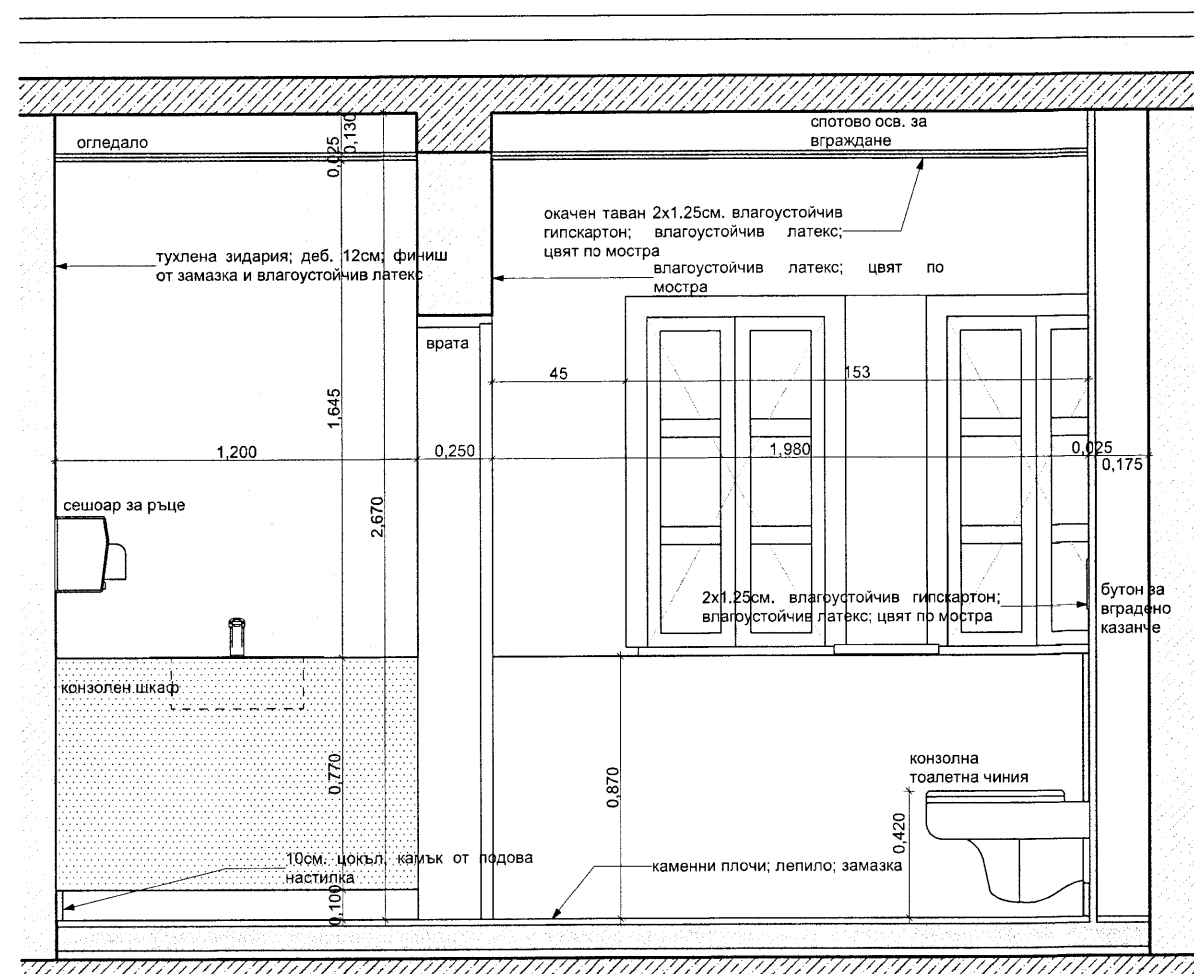 огледало
0,025
0,130
спотово осв. за
вграждане
окачен таван 2x1.25см. влагоустойчив
гипскартон; влагоустойчив латекс;
цвят по мостра
тухлена зидария; деб. 12см; финиш
от замазка и влагоустойчив латекс
влагоустойчив латекс; цвят по
мостра
врата
45
153
1,645
1,200
0,250
1,980
0,025
0,175
сешоар за ръце
2,670
2x1.25см. влагоустойчив гипскартон;
влагоустойчив латекс; цвят по мостра
бутон за
вградено
казанче
конзолен шкаф
0,770
0,870
конзолна
тоалетна чиния
0,420
10см. цокъл, камък от подова
настилка
каменни плочи; лепило; замазка
0,100